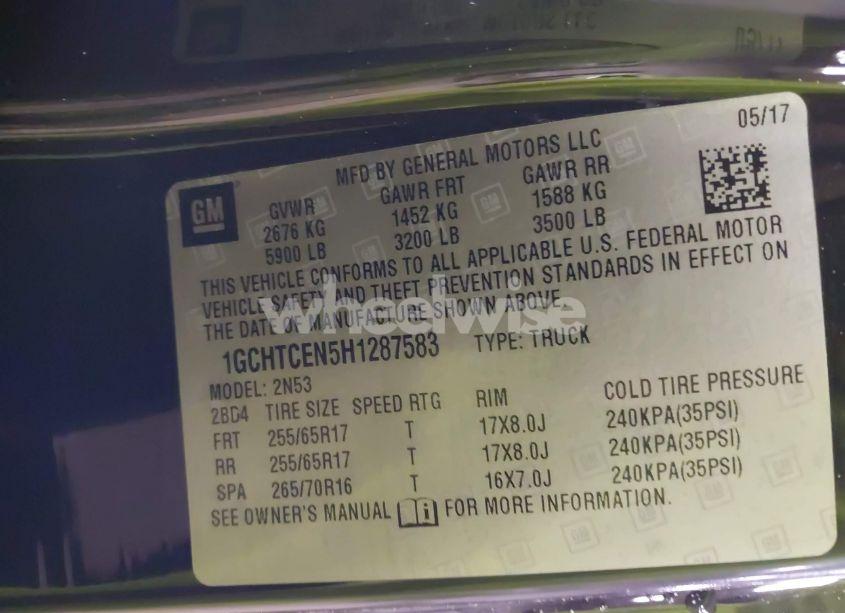 05/17
MFD BY GENERAL MOTORS LLC
GM
GVWR GAWR FRT GAWR RR
2676 KG 1452 KG 1588 KG
5900 LB 3200 LB 3500 LB
THIS VEHICLE CONFORMS TO ALL APPLICABLE U.S. FEDERAL MOTOR
VEHICLE SAFETY AND THEFT PREVENTION STANDARDS IN EFFECT ON
THE DATE OF MANUFACTURE SHOWN ABOVE.
wheelwise
1GCHTCEN5H1287583 TYPE: TRUCK
MODEL: 2N53
2BD4 TIRE SIZE SPEED RTG RIM COLD TIRE PRESSURE
FRT 255/65R17 T 17X8.0J 240KPA(35PSI)
RR 255/65R17 T 17X8.0J 240KPA(35PSI)
SPA 265/70R16 T 16X7.0J 240KPA(35PSI)
SEE OWNER'S MANUAL i FOR MORE INFORMATION.